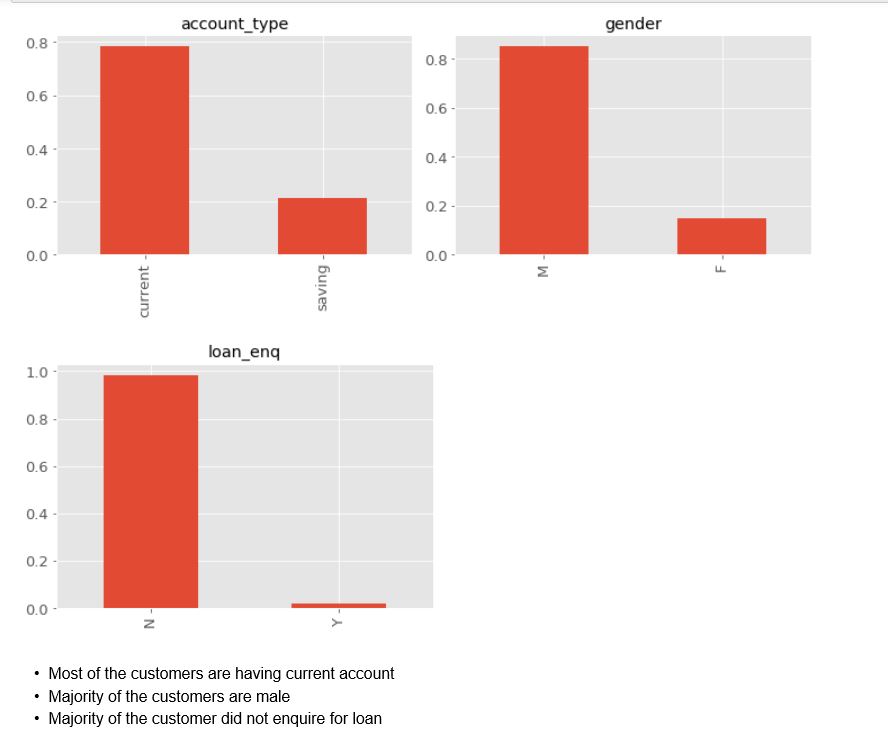 account_type
0.8
0.6
0.4
0.2
0.0
current
saving
gender
0.8
0.6
0.4
0.2
0.0
M
F
loan_enq
1.0
0.8
0.6
0.4
0.2
0.0
N
Y
• Most of the customers are having current account
• Majority of the customers are male
• Majority of the customer did not enquire for loan